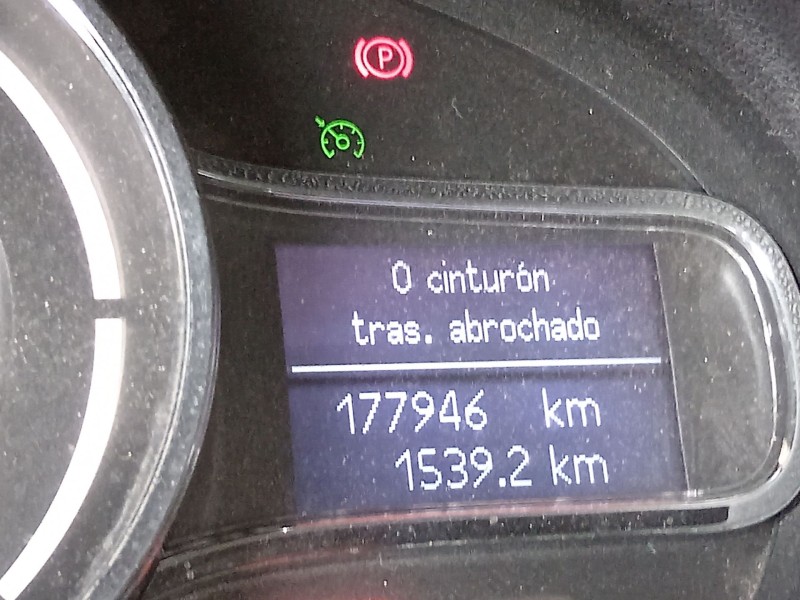 P
0 cinturón
tras. abrochado
177946 km
1539.2 km